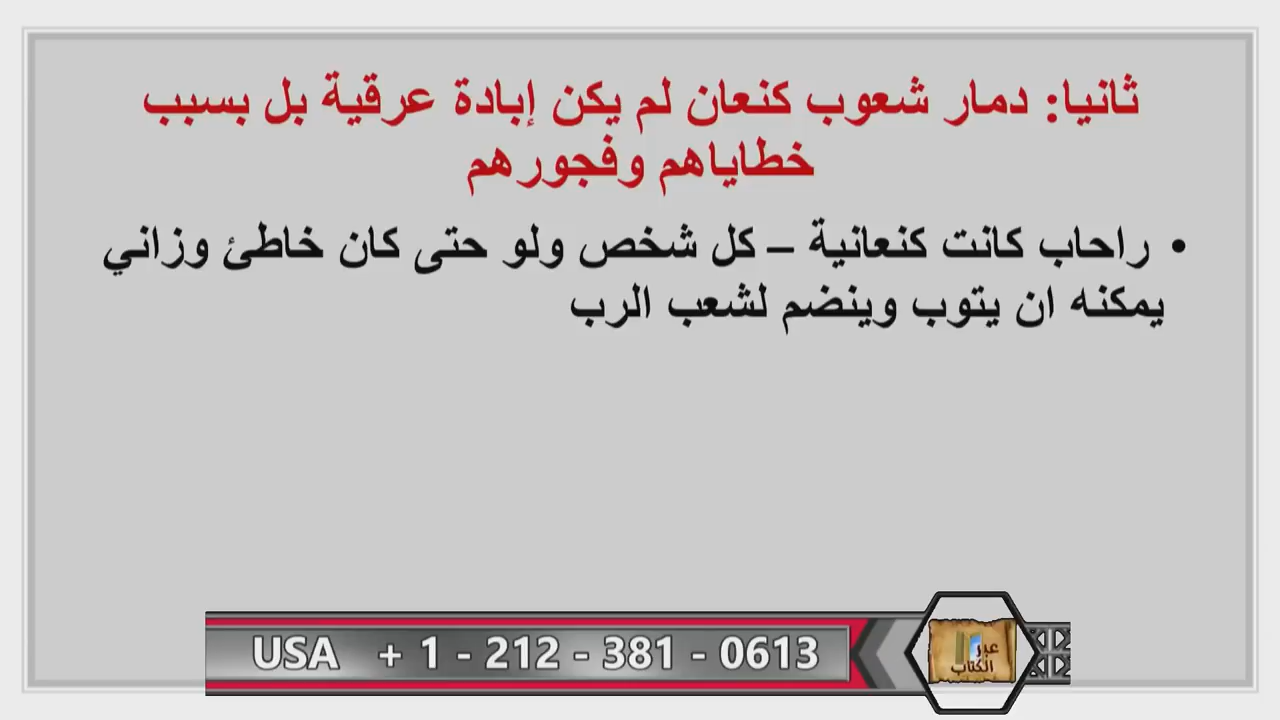 ثانيا: دمار شعوب كنعان لم يكن إبادة عرقية بل بسبب
خطاياهم وفجورهم
• راحاب كانت كنعانية – كل شخص ولو حتى كان خاطئ وزاني
يمكنه ان يتوب وينضم لشعب الرب
USA + 1 - 212 - 381 - 0613
عبر
الكتاب